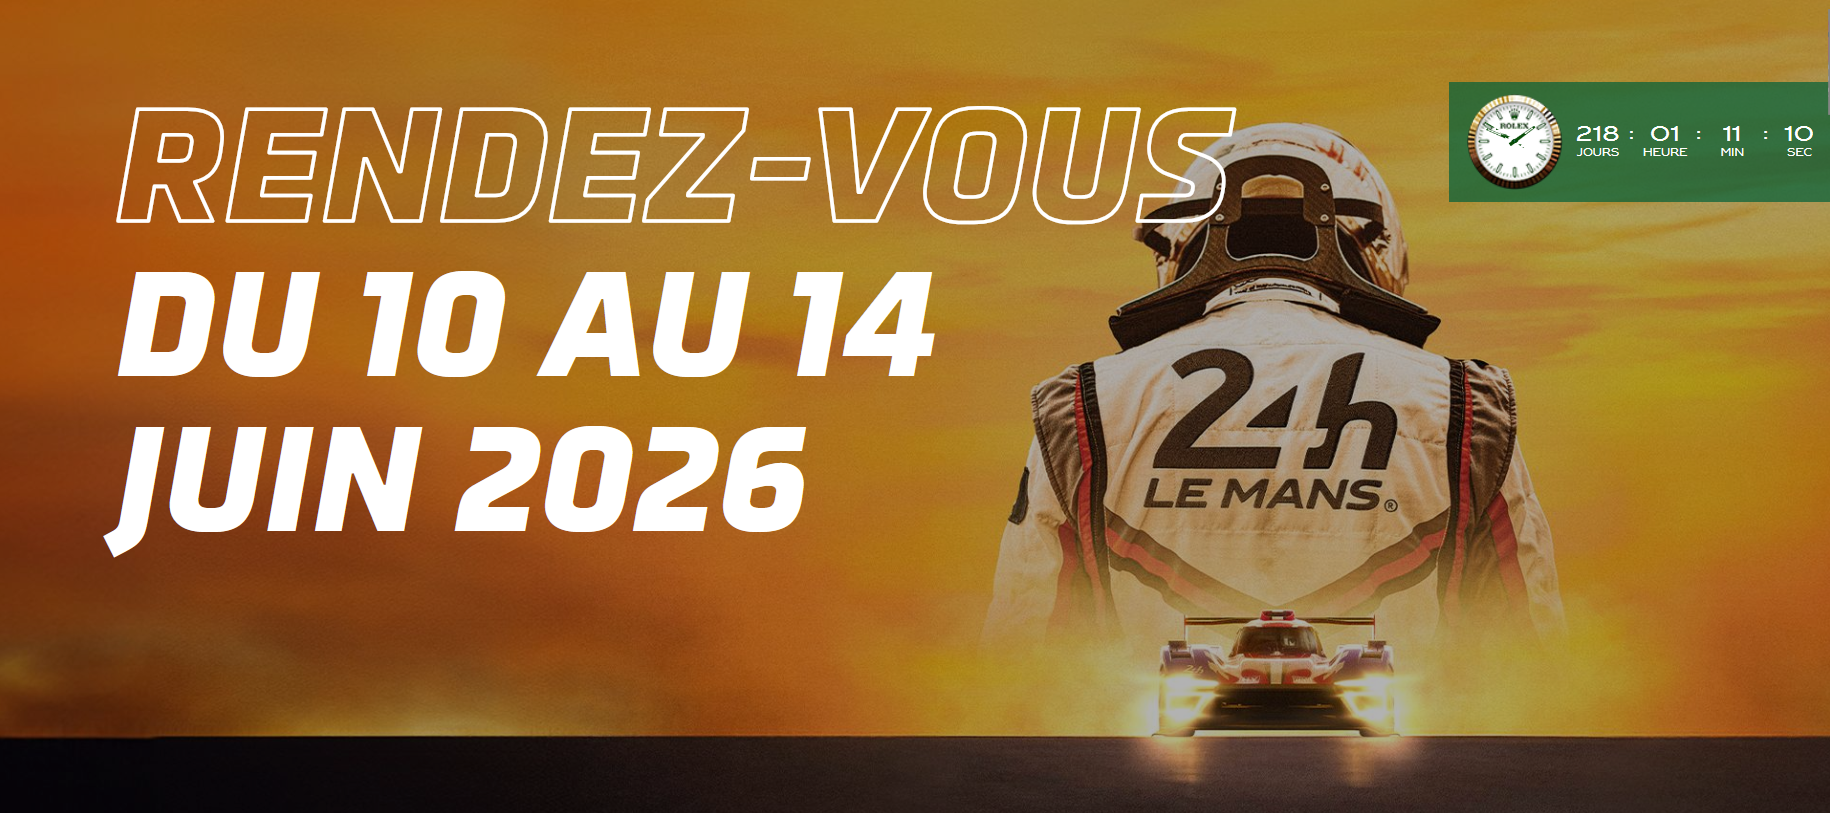 RENDEZ-VOUS
DU 10 AU 14
JUIN 2026
ROLEX
218 : 01 : 11 : 10
JOURS HEURE MIN SEC
24h
LE MANS®